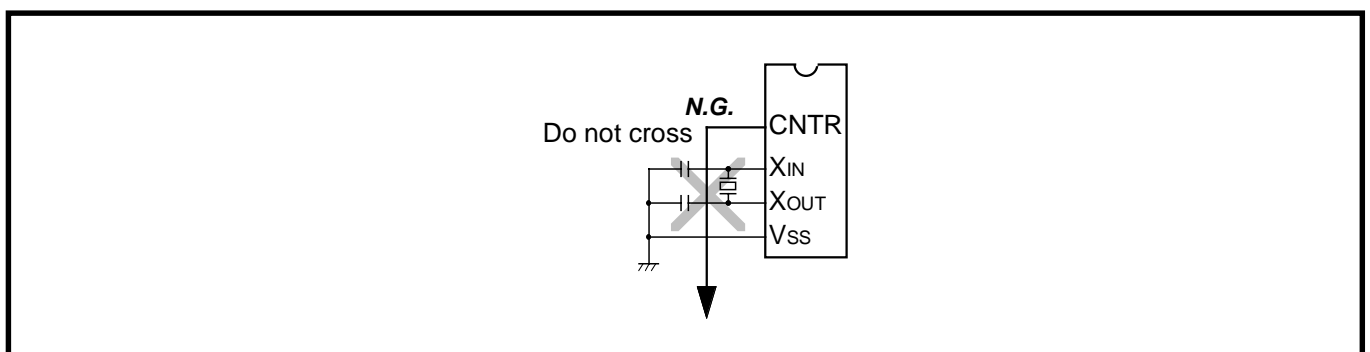 N.G.
Do not cross
CNTR
XIN
XOUT
VSS